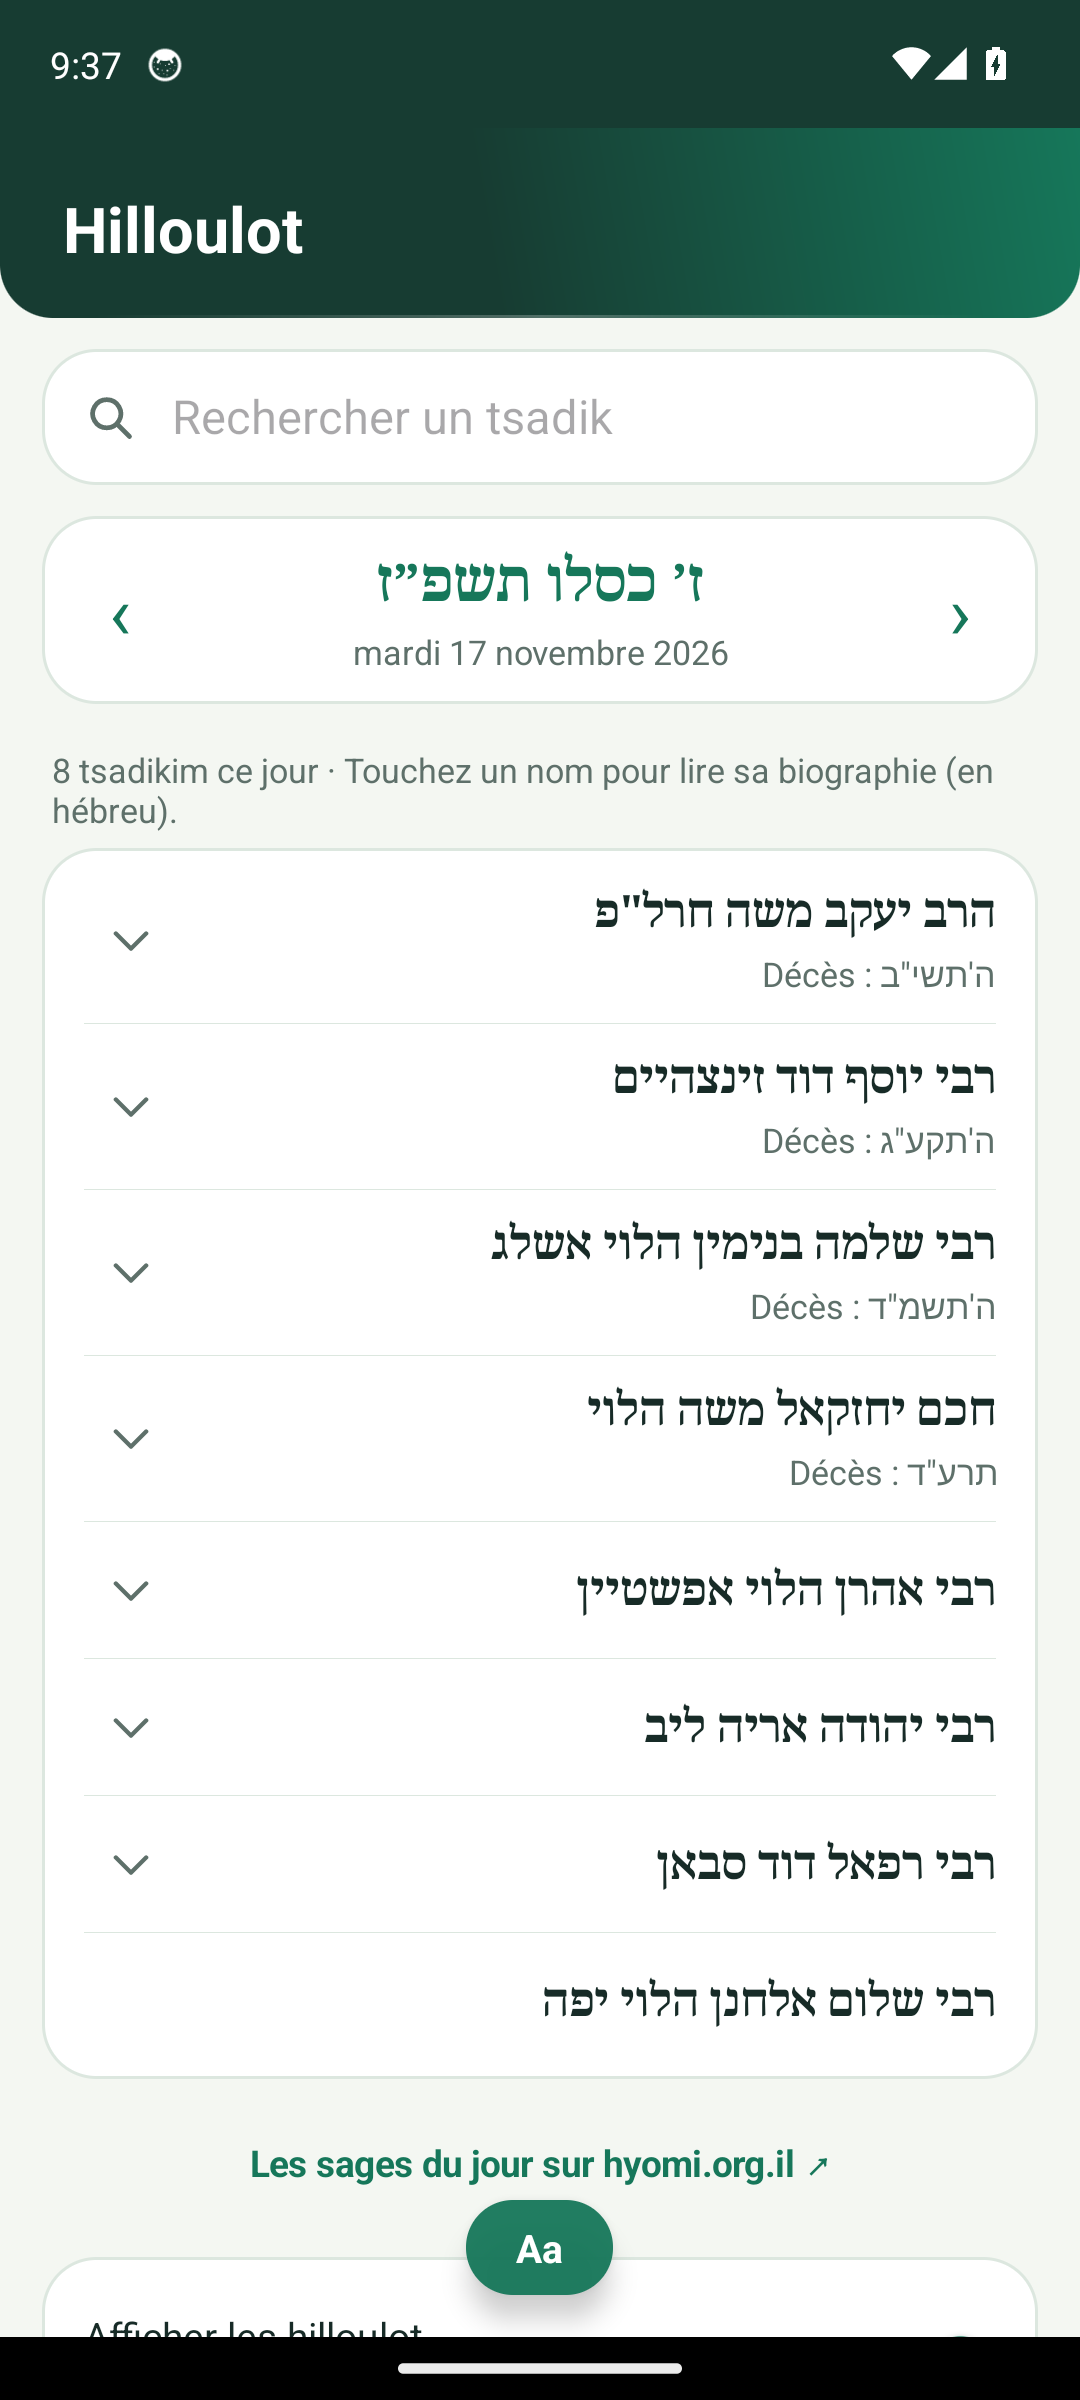 9:37
Hilloulot
Rechercher un tsadik
ז׳ כסלו תשפ״ז
mardi 17 novembre 2026
8 tsadikim ce jour · Touchez un nom pour lire sa biographie (en
hébreu).
הרב יעקב משה חרל"פ
Décès : ה'תשי"ב
רבי יוסף דוד זינצהיים
Décès : ה'תקע"ג
רבי שלמה בנימין הלוי אשלג
Décès : ה'תשמ"ד
חכם יחזקאל משה הלוי
Décès : תרע"ד
רבי אהרן הלוי אפשטיין
רבי יהודה אריה ליב
רבי רפאל דוד סבאן
רבי שלום אלחנן הלוי יפה
Les sages du jour sur hyomi.org.il ↗
Aa
Afficher les hilloulot